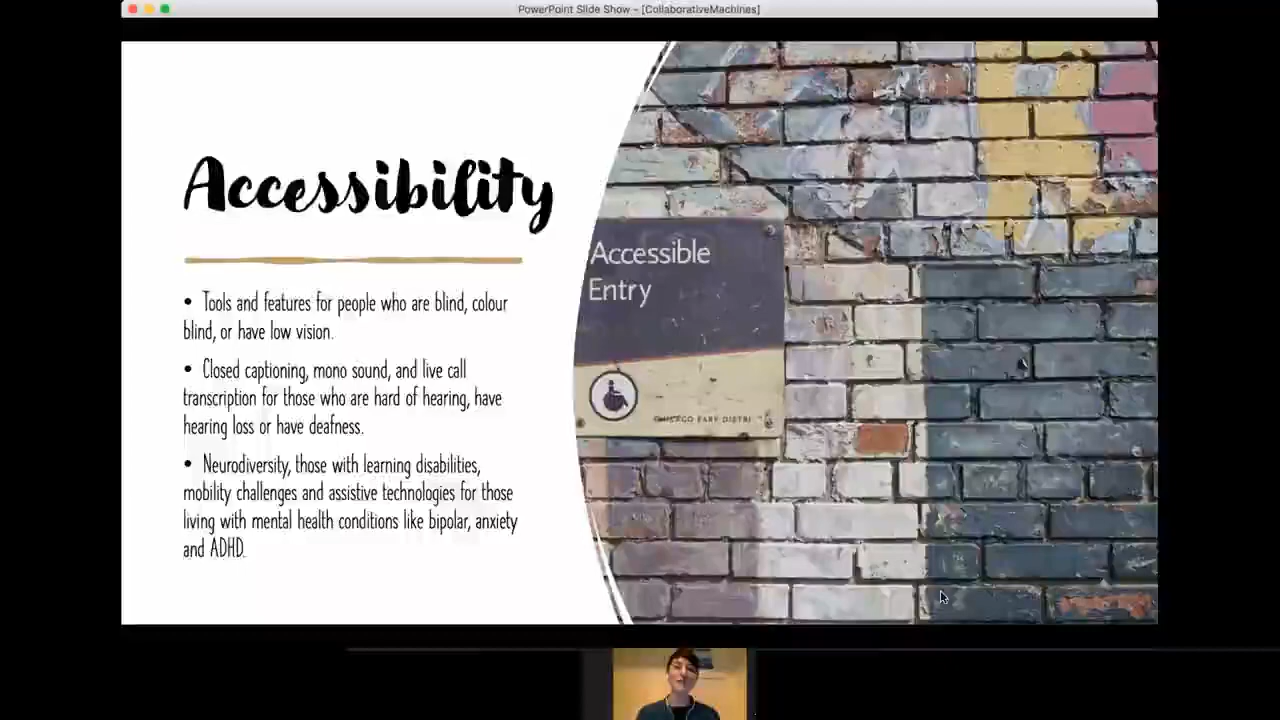 PowerPoint Slide Show - [CollaborativeMachines]
Accessibility
• Tools and features for people who are blind, colour
blind, or have low vision.
• Closed captioning, mono sound, and live call
transcription for those who are hard of hearing, have
hearing loss or have deafness.
• Neurodiversity, those with learning disabilities,
mobility challenges and assistive technologies for those
living with mental health conditions like bipolar, anxiety
and ADHD.
Accessible
Entry
CHICAGO PARK DISTRI